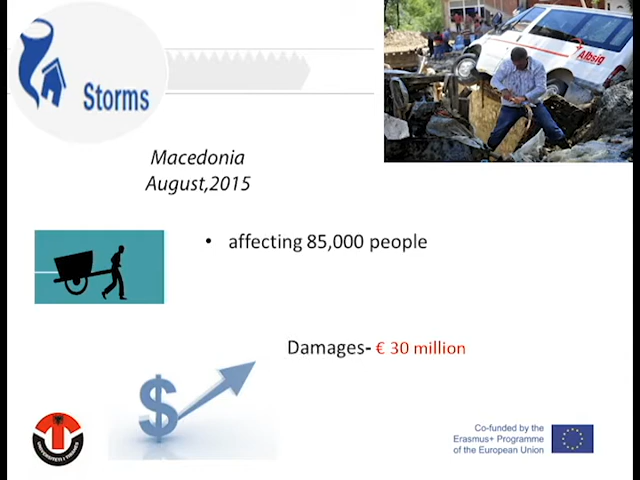 Storms
Albsig
Macedonia
August,2015
• affecting 85,000 people
Damages- € 30 million
$
Co-funded by the
Erasmus+ Programme
of the European Union